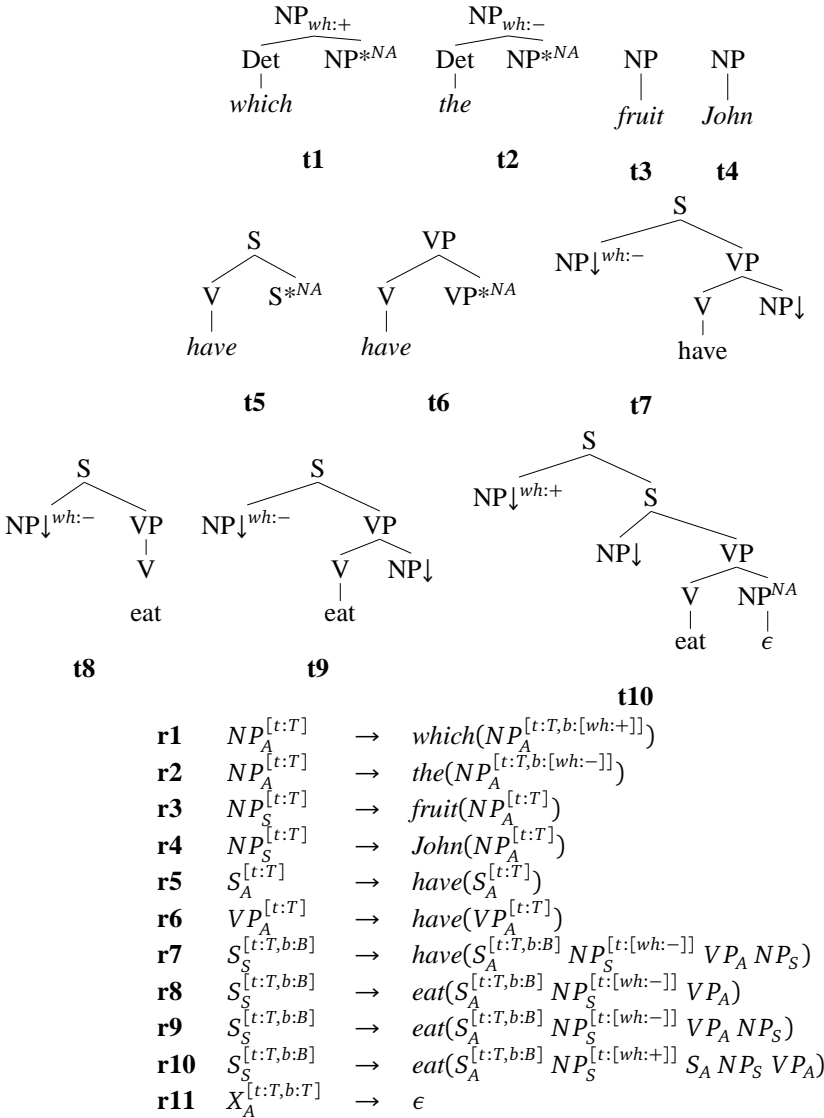 NP wh:+ NP wh:−
Det NP*NA Det NP*NA NP NP
which the fruit John
t1 t2 t3 t4
S VP S
V S*NA V VP*NA NP↓ wh:− VP
have have V NP↓
have
t5 t6 t7
S S S
NP↓ wh:− VP NP↓ wh:− VP NP↓ wh:+ S
V V NP↓ NP↓ VP
eat eat V NP NA
eat ϵ
t8 t9 t10
r1 NP_A^[t:T] → which(NP_A^[t:T,b:[wh:+]])
r2 NP_A^[t:T] → the(NP_A^[t:T,b:[wh:−]])
r3 NP_S^[t:T] → fruit(NP_A^[t:T])
r4 NP_S^[t:T] → John(NP_A^[t:T])
r5 S_A^[t:T] → have(S_A^[t:T])
r6 VP_A^[t:T] → have(VP_A^[t:T])
r7 S_S^[t:T,b:B] → have(S_A^[t:T,b:B] NP_S^[t:[wh:−]] VP_A NP_S)
r8 S_S^[t:T,b:B] → eat(S_A^[t:T,b:B] NP_S^[t:[wh:−]] VP_A)
r9 S_S^[t:T,b:B] → eat(S_A^[t:T,b:B] NP_S^[t:[wh:−]] VP_A NP_S)
r10 S_S^[t:T,b:B] → eat(S_A^[t:T,b:B] NP_S^[t:[wh:+]] S_A NP_S VP_A)
r11 X_A^[t:T,b:T] → ϵ